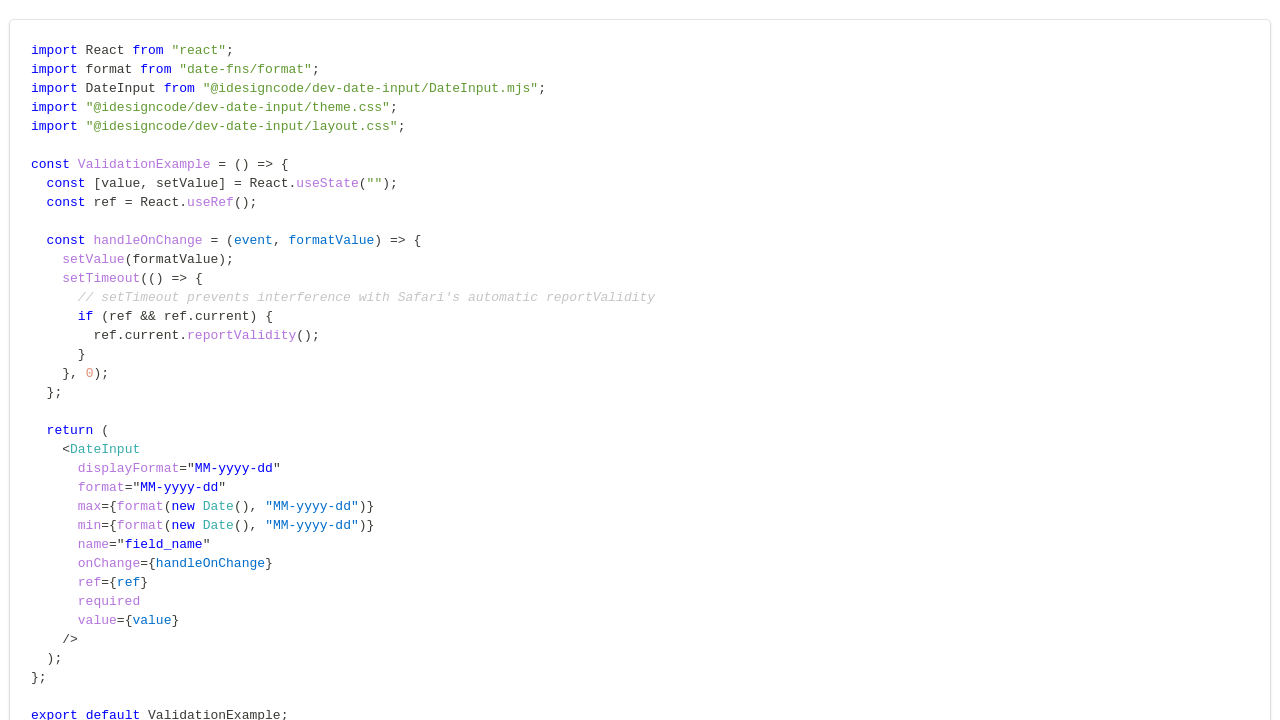 import React from "react";
import format from "date-fns/format";
import DateInput from "@idesigncode/dev-date-input/DateInput.mjs";
import "@idesigncode/dev-date-input/theme.css";
import "@idesigncode/dev-date-input/layout.css";

const ValidationExample = () => {
  const [value, setValue] = React.useState("");
  const ref = React.useRef();

  const handleOnChange = (event, formatValue) => {
    setValue(formatValue);
    setTimeout(() => {
      // setTimeout prevents interference with Safari's automatic reportValidity
      if (ref && ref.current) {
        ref.current.reportValidity();
      }
    }, 0);
  };

  return (
    <DateInput
      displayFormat="MM-yyyy-dd"
      format="MM-yyyy-dd"
      max={format(new Date(), "MM-yyyy-dd")}
      min={format(new Date(), "MM-yyyy-dd")}
      name="field_name"
      onChange={handleOnChange}
      ref={ref}
      required
      value={value}
    />
  );
};

export default ValidationExample;